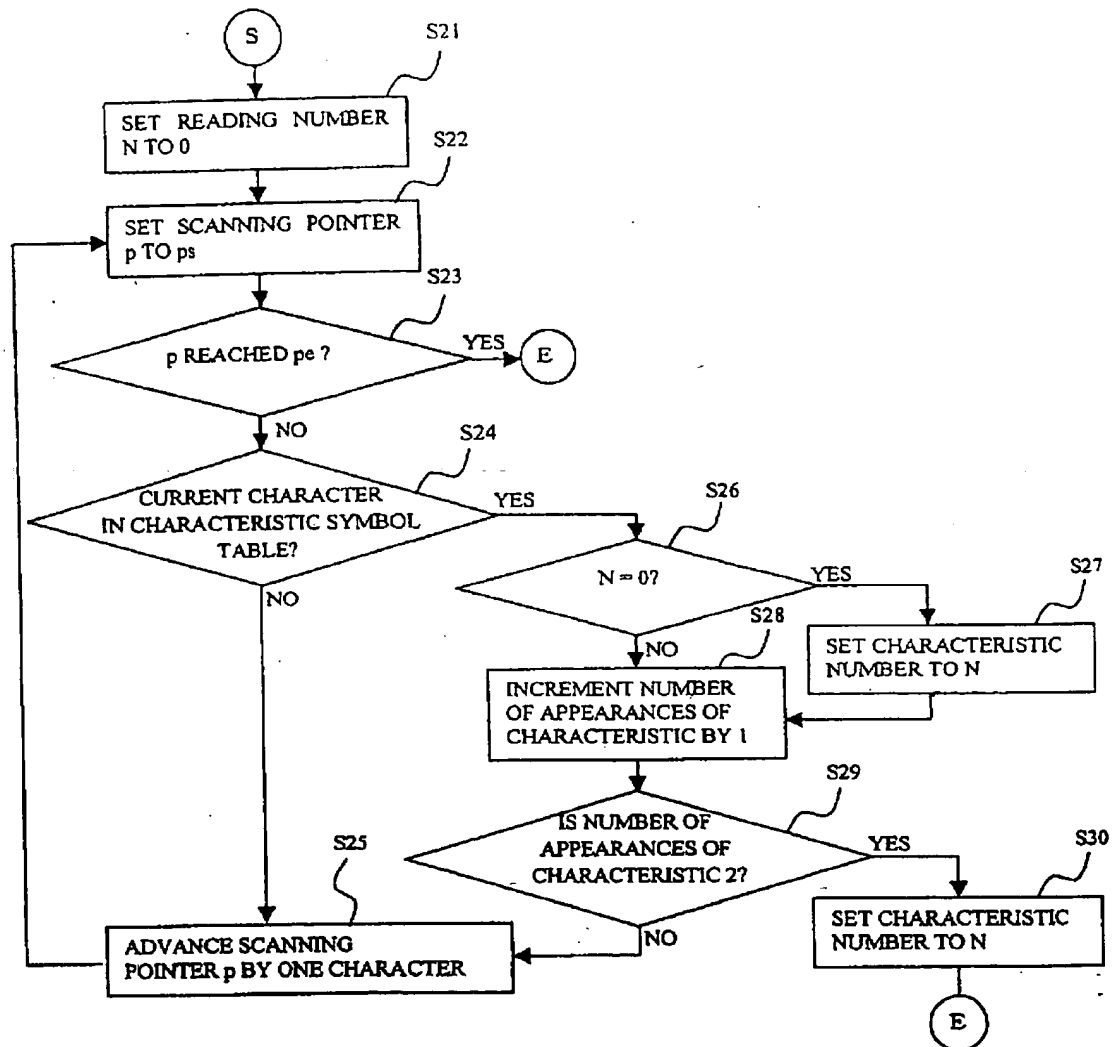 S
S21
SET READING NUMBER
N TO 0
S22
SET SCANNING POINTER
p TO ps
S23
p REACHED pe ?
YES
E
NO
S24
CURRENT CHARACTER
IN CHARACTERISTIC SYMBOL
TABLE?
YES
NO
S26
N = 0?
YES
S27
NO
S28
SET CHARACTERISTIC
NUMBER TO N
INCREMENT NUMBER
OF APPEARANCES OF
CHARACTERISTIC BY 1
S29
IS NUMBER OF
APPEARANCES OF
CHARACTERISTIC 2?
YES
NO
S30
SET CHARACTERISTIC
NUMBER TO N
S25
ADVANCE SCANNING
POINTER p BY ONE CHARACTER
E